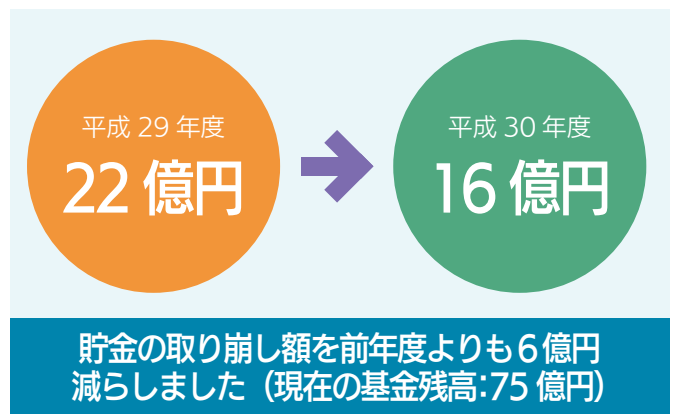 平成 29 年度
22 億円
平成 30 年度
16 億円
貯金の取り崩し額を前年度よりも6億円
減らしました（現在の基金残高:75 億円）